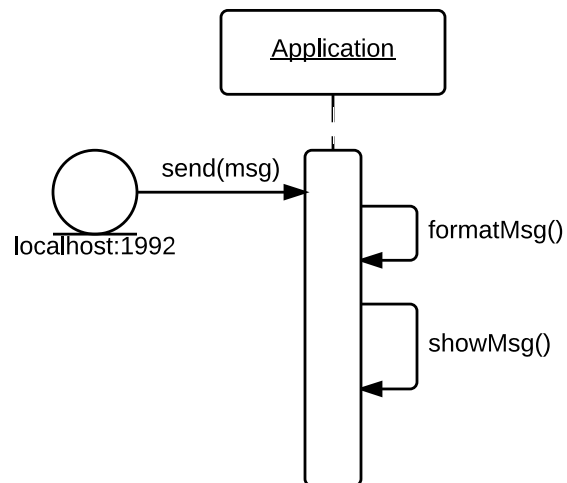 Application
send(msg)
localhost:1992
formatMsg()
showMsg()